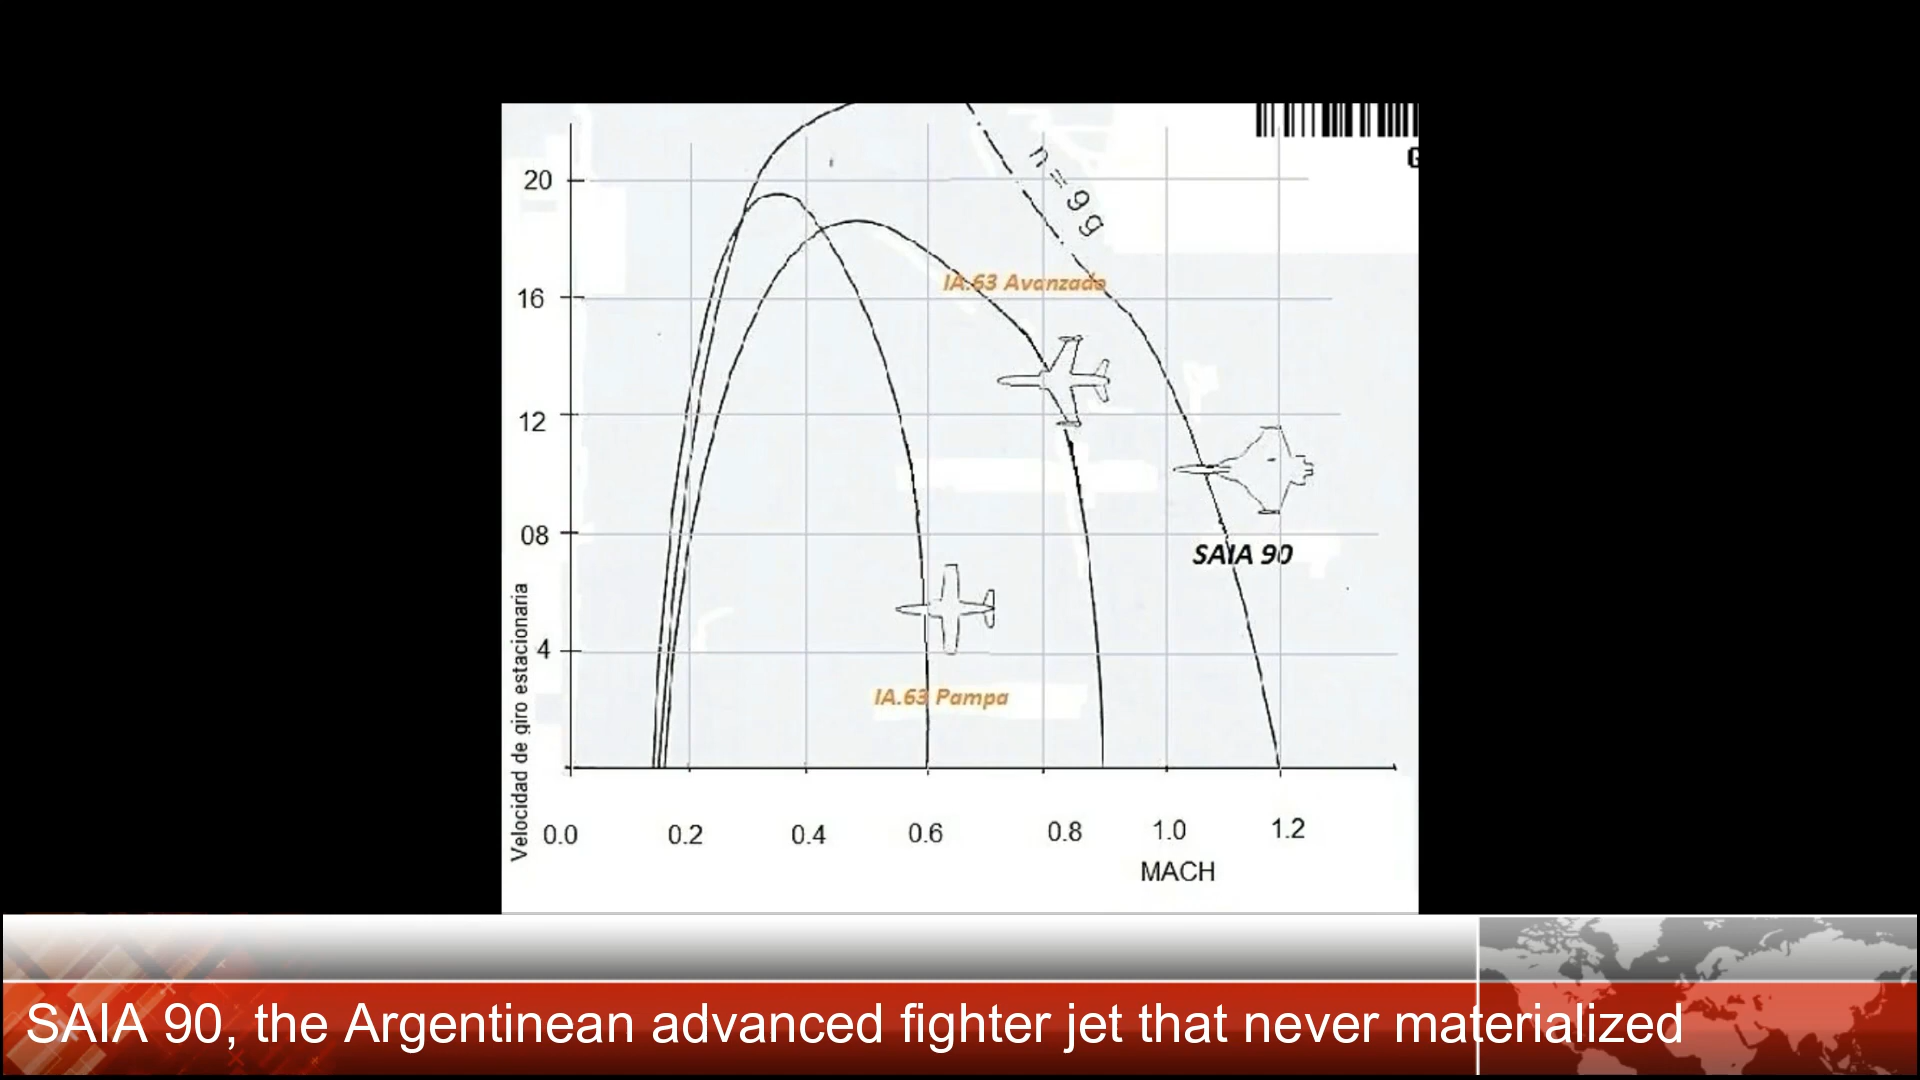 G
n = 9 g
20
IA.63 Avanzado
16
12
08
SAIA 90
4
IA.63 Pampa
Velocidad de giro estacionaria
0.0 0.2 0.4 0.6 0.8 1.0 1.2
MACH
SAIA 90, the Argentinean advanced fighter jet that never materialized